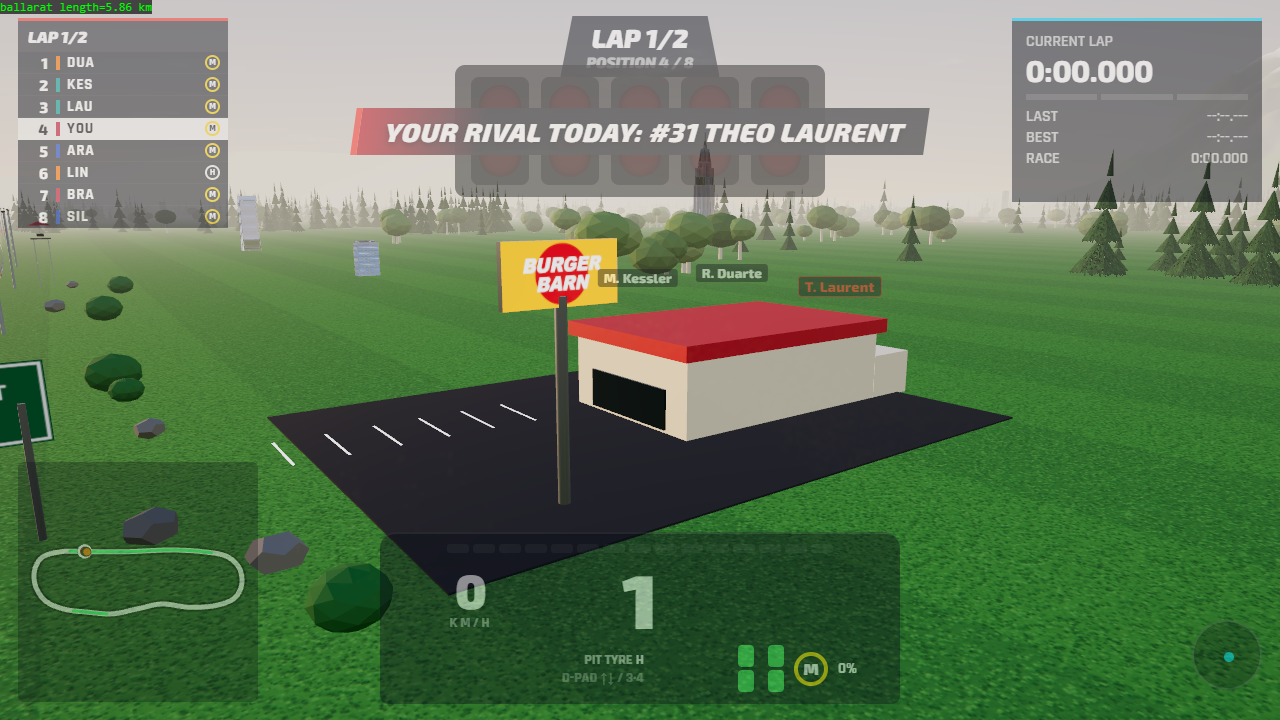 ballarat length=5.86 km
LAP 1/2
1 DUA M
2 KES M
3 LAU M
4 YOU M
5 ARA M
6 LIN H
7 BRA M
8 SIL M
LAP 1/2
POSITION 4 / 8
YOUR RIVAL TODAY: #31 THEO LAURENT
CURRENT LAP
0:00.000
LAST --:--.---
BEST --:--.---
RACE 0:00.000
BURGER
BARN
M. Kessler
R. Duarte
T. Laurent
T
0
KM/H
1
PIT TYRE H
D-PAD ↑↓ / 3-4
M 0%